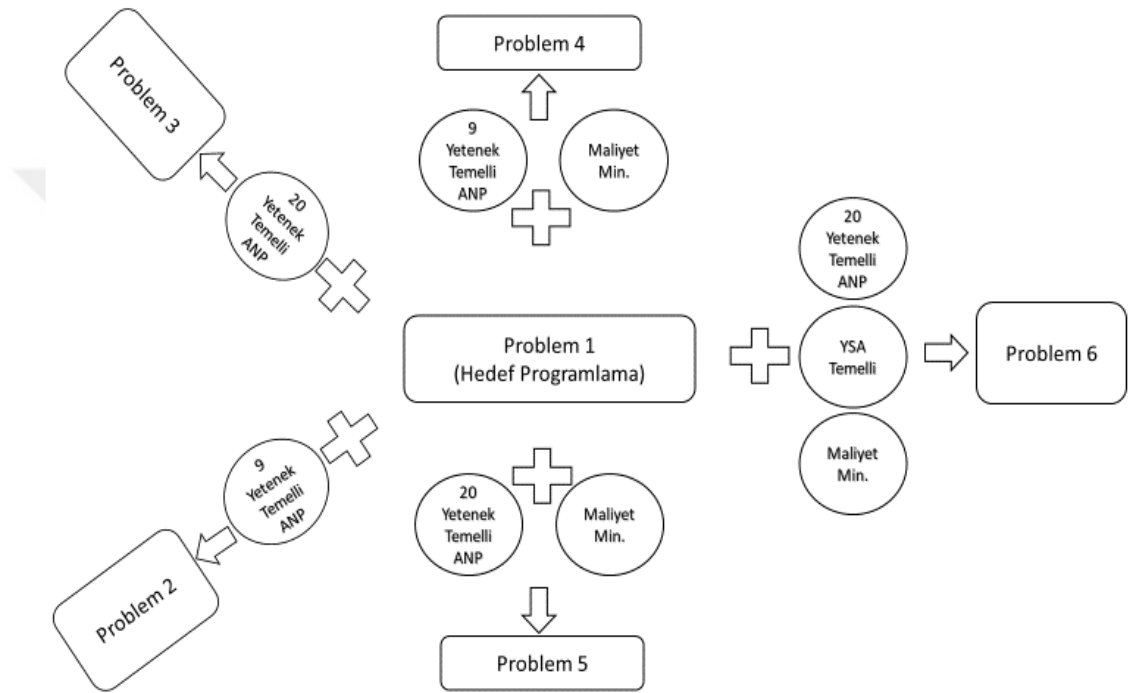 Problem 4
Problem 3
9
Yetenek
Temelli
ANP
Maliyet
Min.
20
Yetenek
Temelli
ANP
20
Yetenek
Temelli
ANP
Problem 1
(Hedef Programlama)
YSA
Temelli
Problem 6
Maliyet
Min.
9
Yetenek
Temelli
ANP
20
Yetenek
Temelli
ANP
Maliyet
Min.
Problem 2
Problem 5